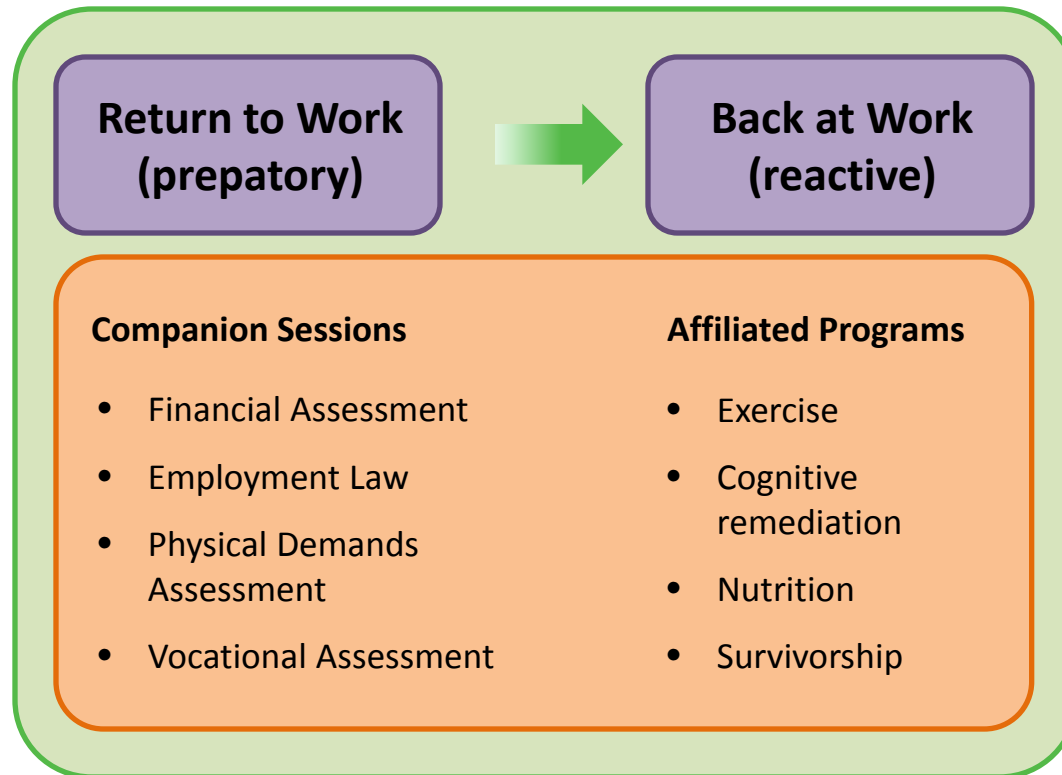 Return to Work
(prepatory)
Back at Work
(reactive)
Companion Sessions
• Financial Assessment
• Employment Law
• Physical Demands
Assessment
• Vocational Assessment
Affiliated Programs
• Exercise
• Cognitive
remediation
• Nutrition
• Survivorship